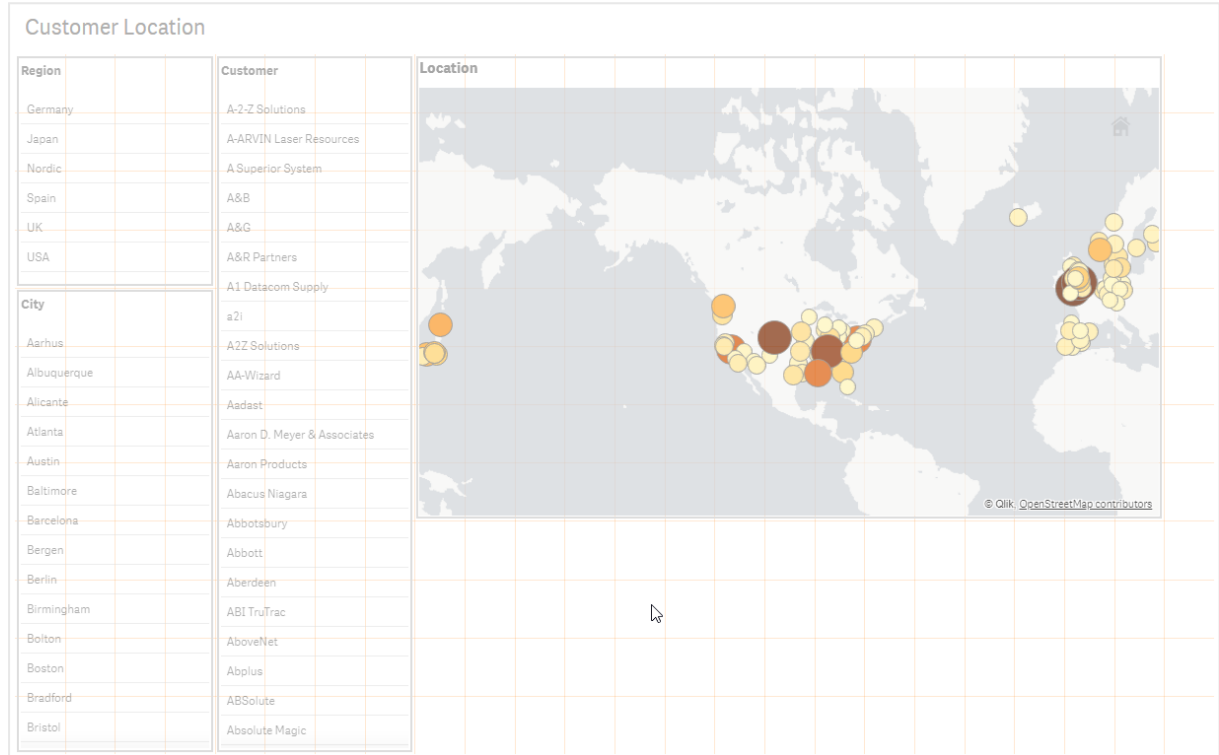 Customer Location
Region
Germany
Japan
Nordic
Spain
UK
USA
City
Aarhus
Albuquerque
Alicante
Atlanta
Austin
Baltimore
Barcelona
Bergen
Berlin
Birmingham
Bolton
Boston
Bradford
Bristol
Customer
A-2-Z Solutions
A-ARVIN Laser Resources
A Superior System
A&B
A&G
A&R Partners
A1 Datacom Supply
a2i
A2Z Solutions
AA-Wizard
Aadast
Aaron D. Meyer & Associates
Aaron Products
Abacus Niagara
Abbotsbury
Abbott
Aberdeen
ABI TruTrac
AboveNet
Abplus
ABSolute
Absolute Magic
Location
© Qlik, OpenStreetMap contributors